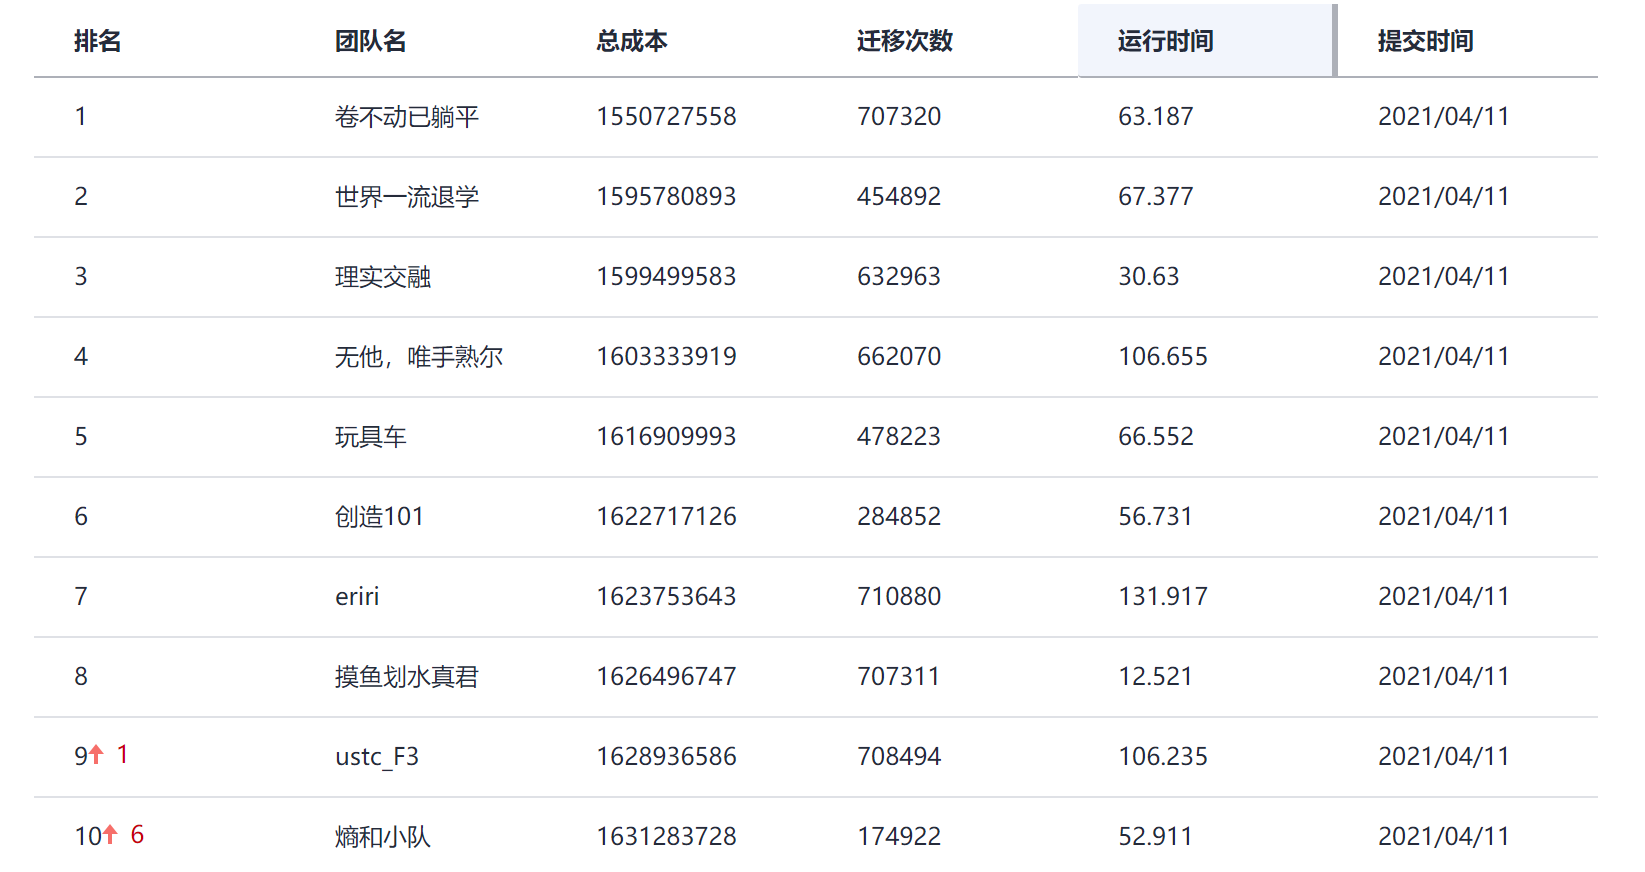 排名 团队名 总成本 迁移次数 运行时间 提交时间
1 卷不动已躺平 1550727558 707320 63.187 2021/04/11
2 世界一流退学 1595780893 454892 67.377 2021/04/11
3 理实交融 1599499583 632963 30.63 2021/04/11
4 无他，唯手熟尔 1603333919 662070 106.655 2021/04/11
5 玩具车 1616909993 478223 66.552 2021/04/11
6 创造101 1622717126 284852 56.731 2021/04/11
7 eriri 1623753643 710880 131.917 2021/04/11
8 摸鱼划水真君 1626496747 707311 12.521 2021/04/11
9 1 ustc_F3 1628936586 708494 106.235 2021/04/11
10 6 熵和小队 1631283728 174922 52.911 2021/04/11